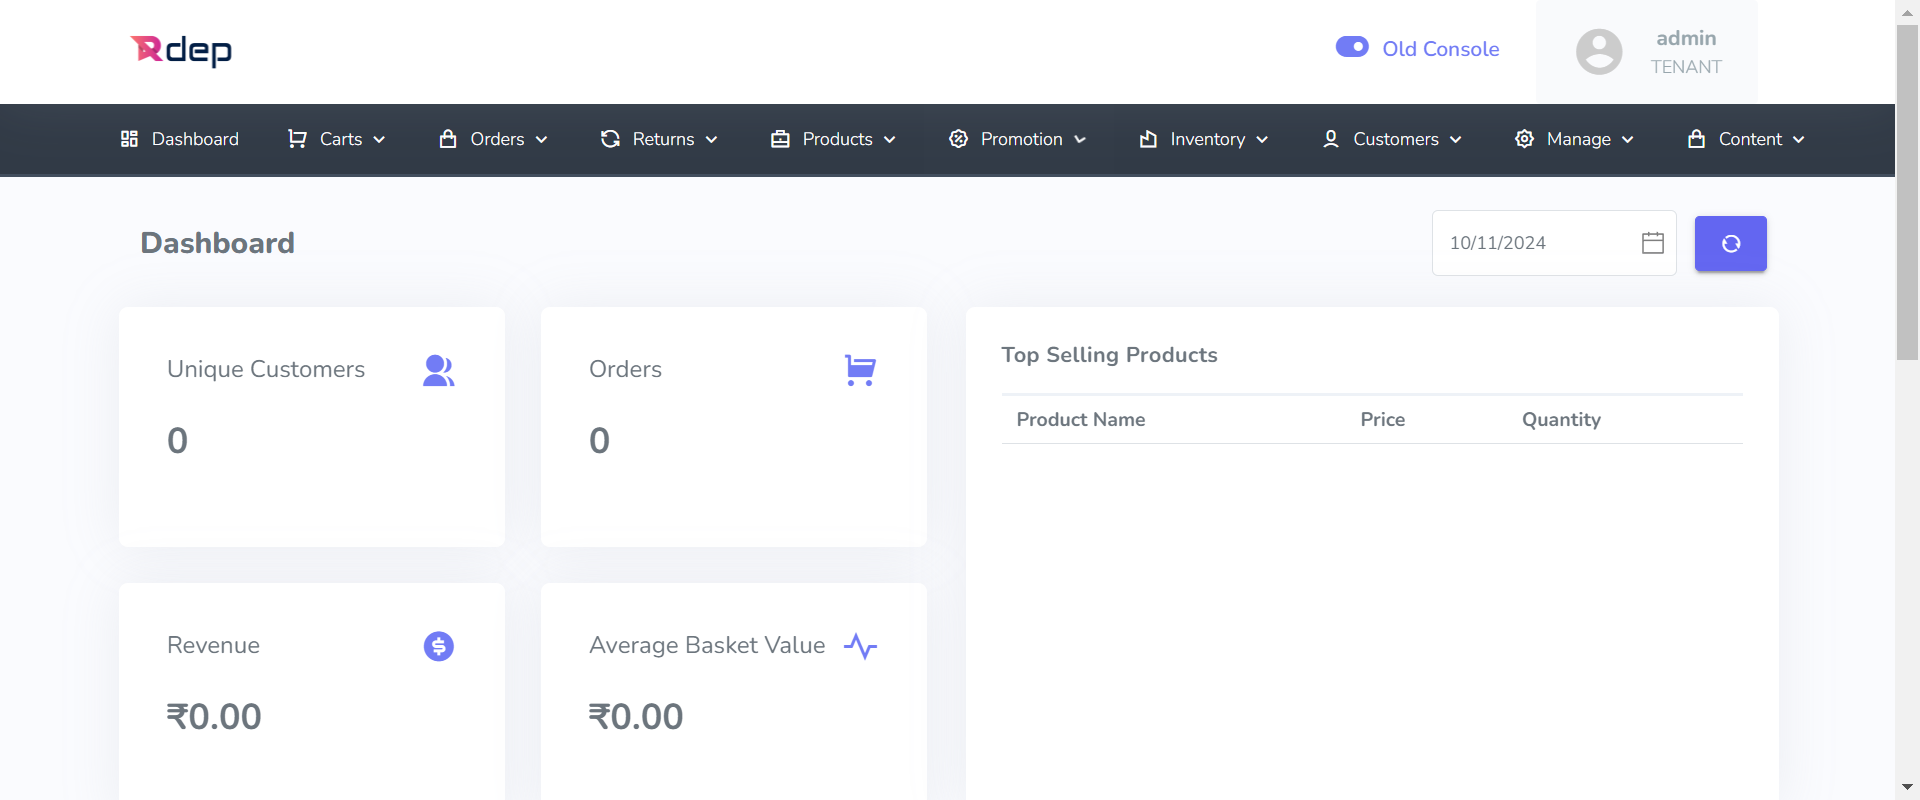 Rdep
Old Console
admin
TENANT
Dashboard Carts Orders Returns Products Promotion Inventory Customers Manage Content
Dashboard
10/11/2024
Unique Customers
0
Orders
0
Top Selling Products
Product Name Price Quantity
Revenue
₹0.00
Average Basket Value
₹0.00